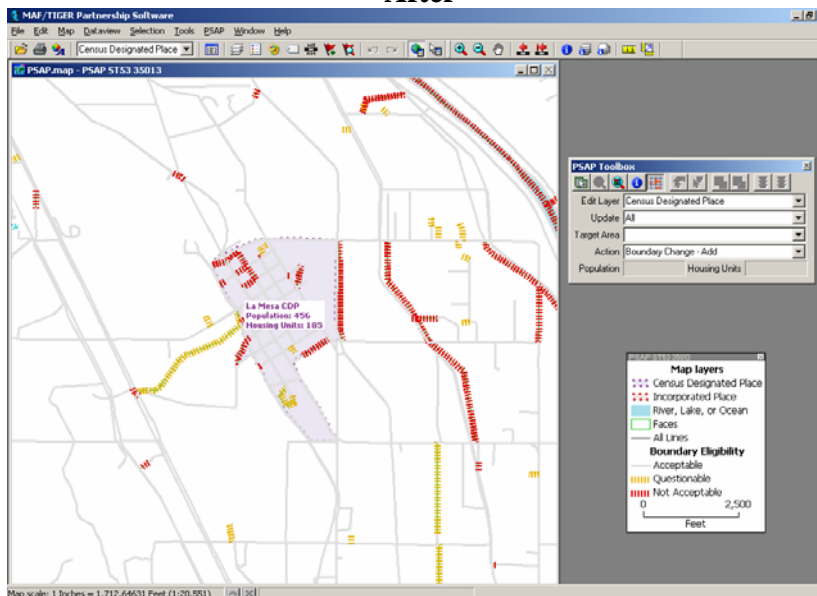 After
MAF/TIGER Partnership Software
File Edit Map Dataview Selection Tools PSAP Window Help
Census Designated Place
PSAP.map - PSAP ST53 35013
La Mesa CDP
Population: 456
Housing Units: 185
PSAP Toolbox
Edit Layer Census Designated Place
Update All
Target Area
Action Boundary Change - Add
Population Housing Units
PSAP ST53 35013
Map layers
Census Designated Place
Incorporated Place
River, Lake, or Ocean
Faces
All Lines
Boundary Eligibility
Acceptable
Questionable
Not Acceptable
0 2,500
Feet
Map scale: 1 Inches = 1,712.64631 Feet (1:20,551)